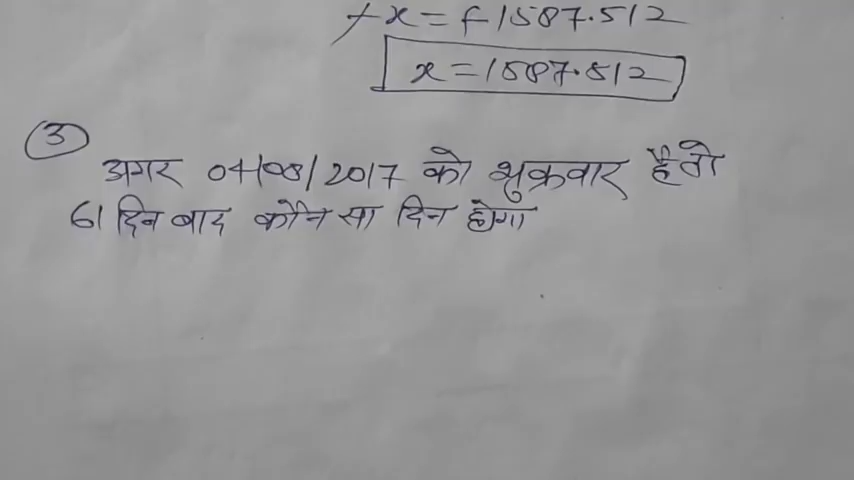 +x=+1587.512
x=1587.512
3
अगर 04/08/2017 को शुक्रवार है तो
61 दिन बाद कौन सा दिन होगा